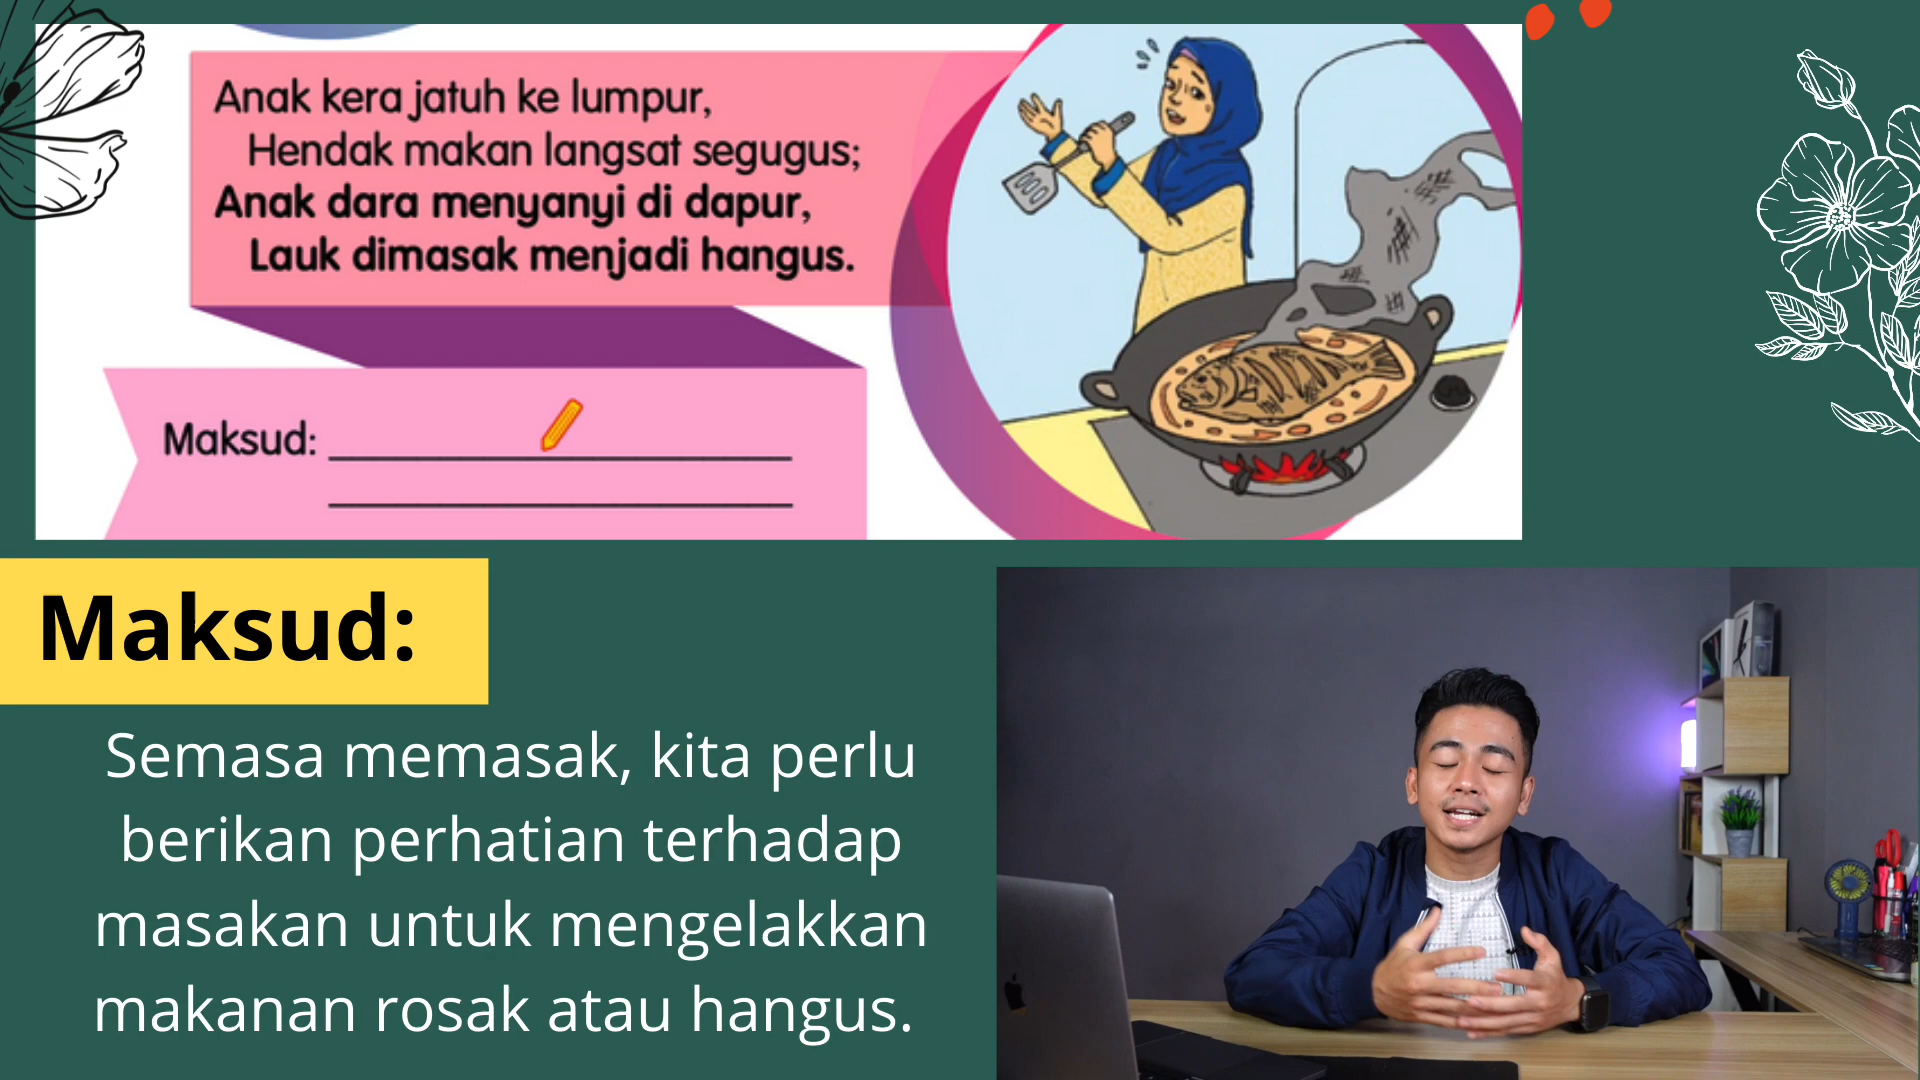 Anak kera jatuh ke lumpur,
Hendak makan langsat segugus;
Anak dara menyanyi di dapur,
Lauk dimasak menjadi hangus.
Maksud:
Maksud:
Semasa memasak, kita perlu
berikan perhatian terhadap
masakan untuk mengelakkan
makanan rosak atau hangus.